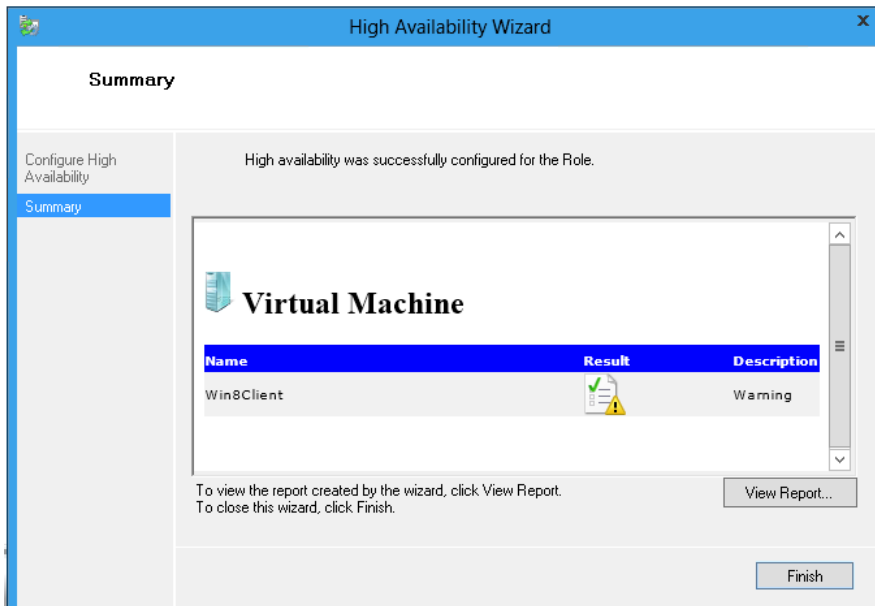 High Availability Wizard
x
Summary
Configure High
Availability
Summary
High availability was successfully configured for the Role.
Virtual Machine
Name Result Description
Win8Client Warning
To view the report created by the wizard, click View Report.
To close this wizard, click Finish.
View Report...
Finish